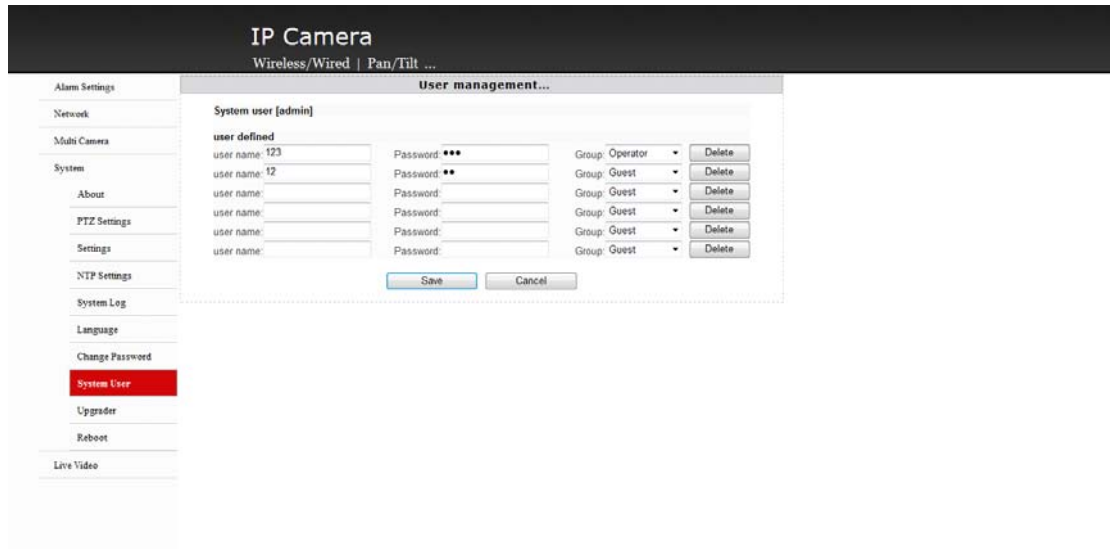 IP Camera
Wireless/Wired | Pan/Tilt ...
Alarm Settings
Network
Multi Camera
System
About
PTZ Settings
Settings
NTP Settings
System Log
Language
Change Password
System User
Upgrader
Reboot
Live Video
User management...
System user [admin]
user defined
user name: 123 Password: ●●● Group: Operator Delete
user name: 12 Password: ●● Group: Guest Delete
user name: Password: Group: Guest Delete
user name: Password: Group: Guest Delete
user name: Password: Group: Guest Delete
user name: Password: Group: Guest Delete
Save Cancel